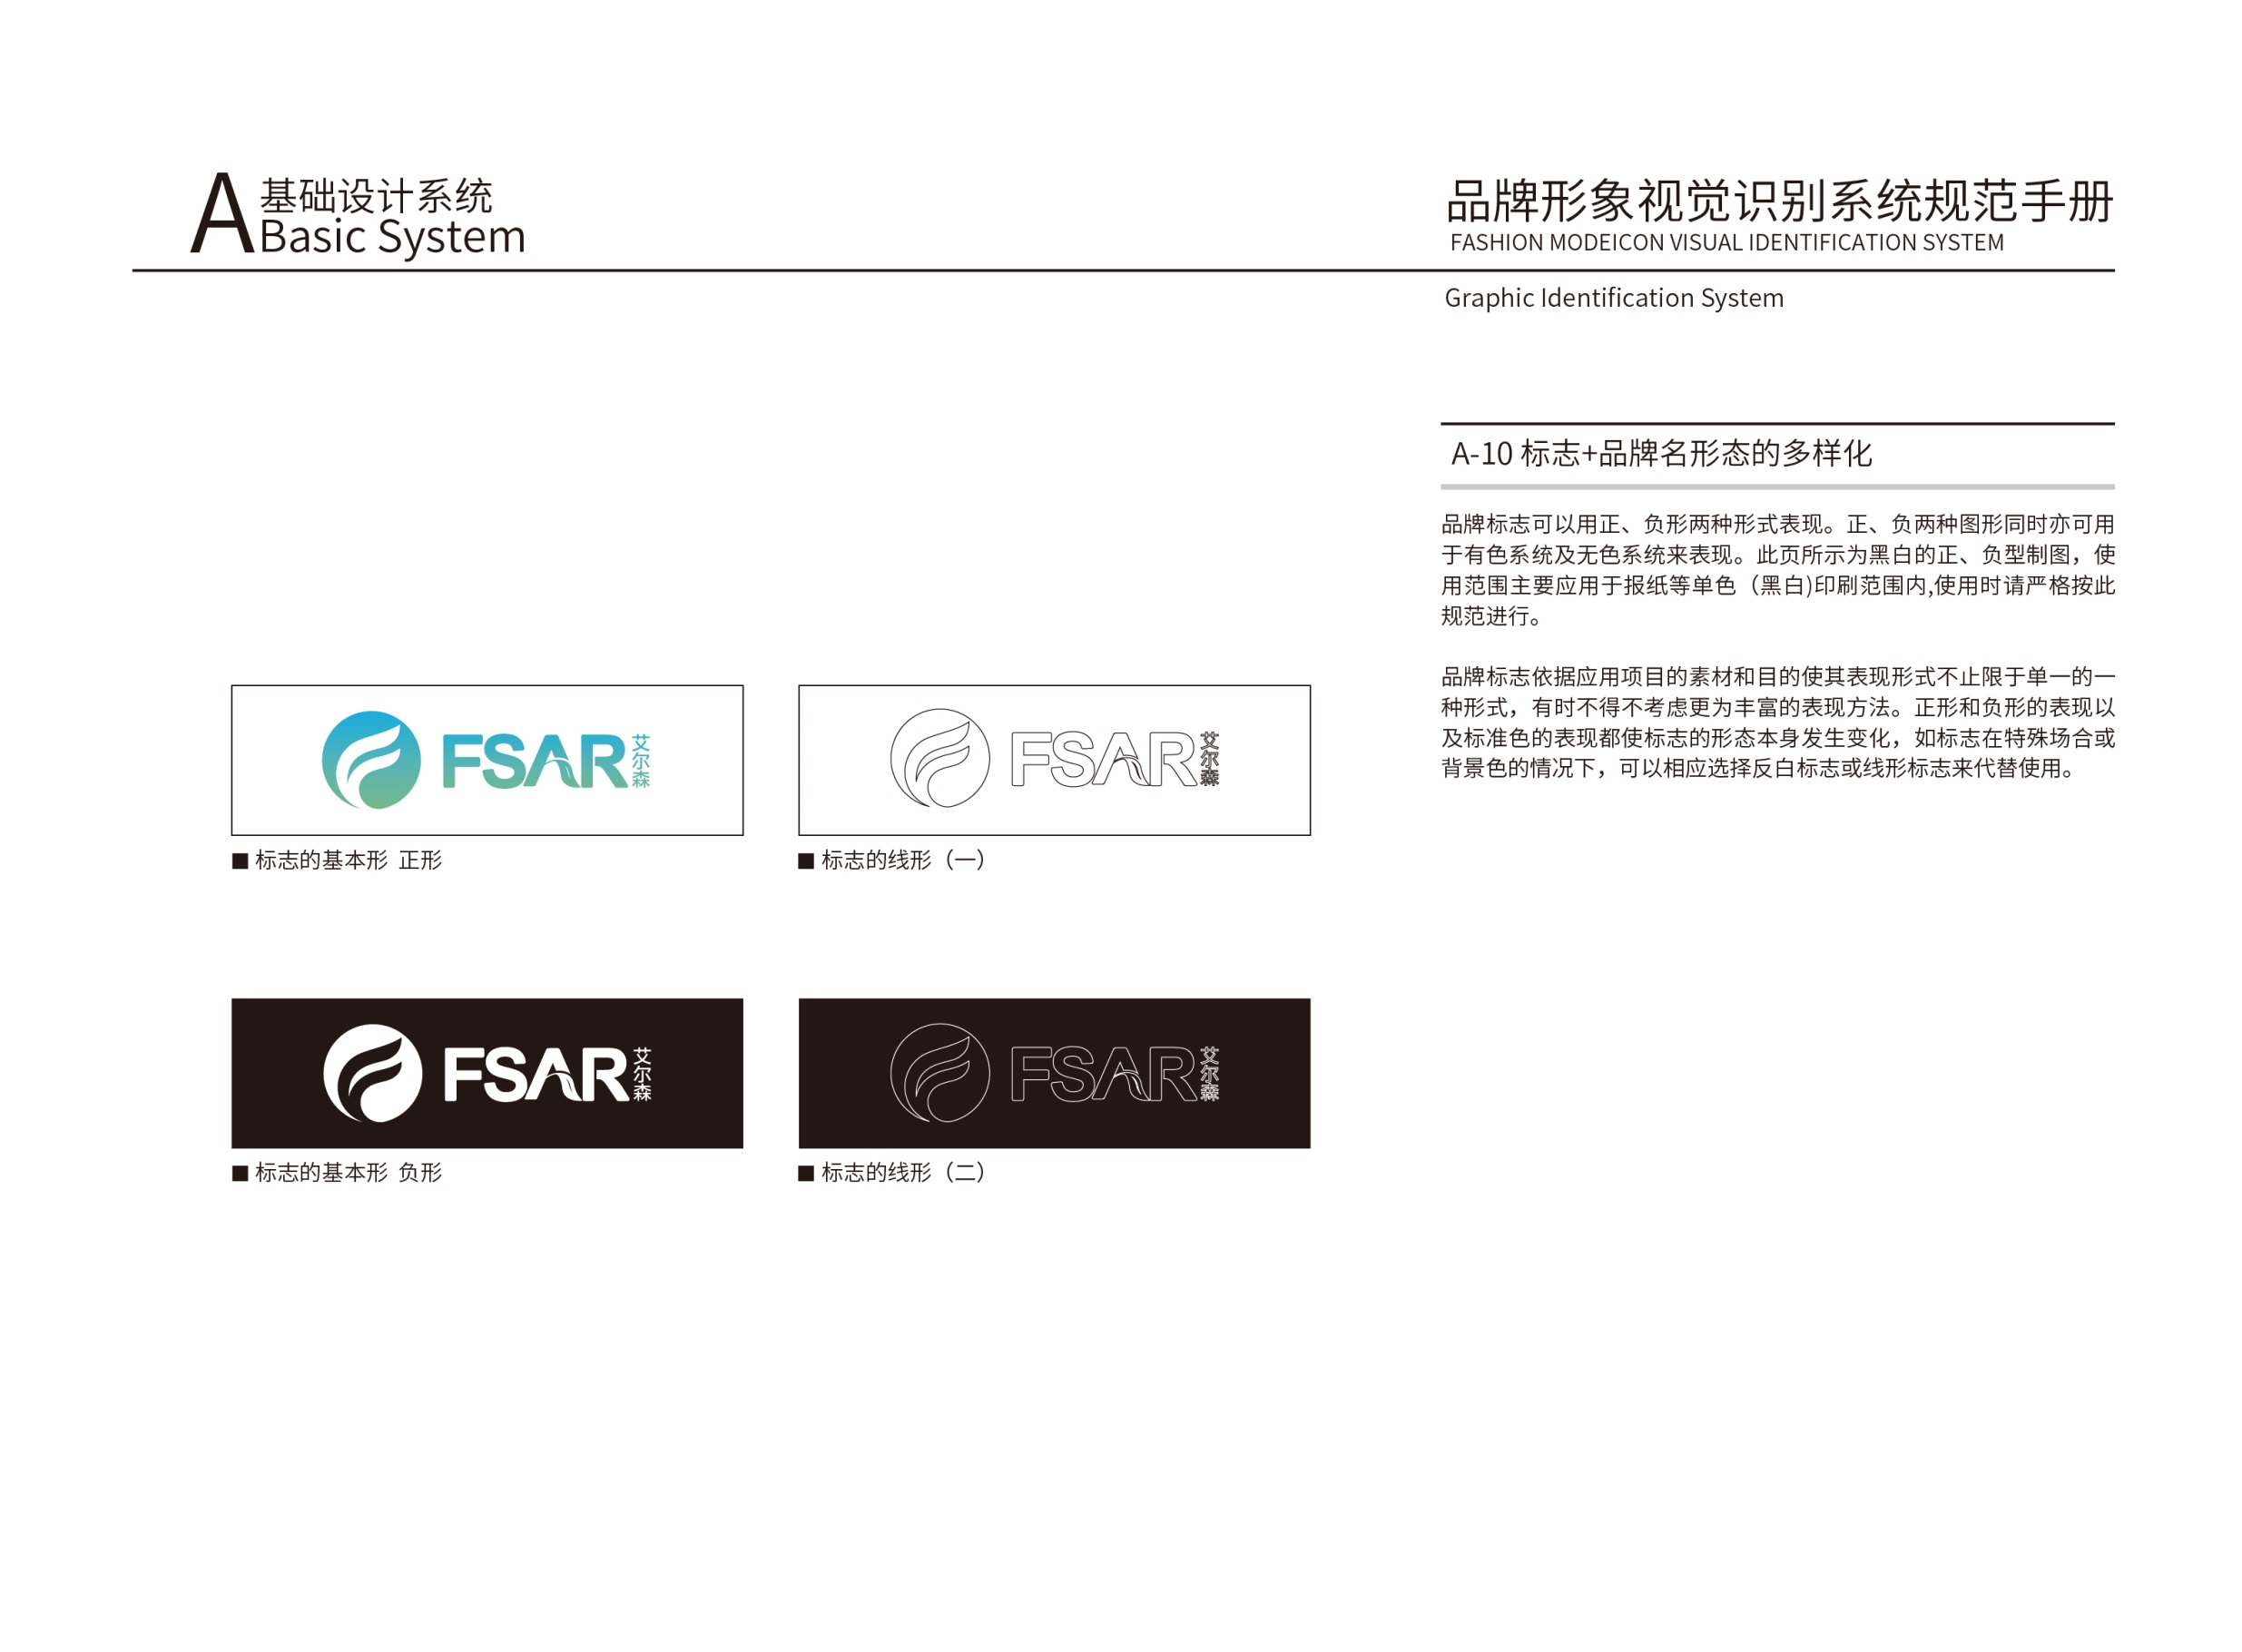 A
基础设计系统
Basic System
品牌形象视觉识别系统规范手册
FASHION MODEICON VISUAL IDENTIFICATION SYSTEM
Graphic Identification System
A-10 标志+品牌名形态的多样化
品牌标志可以用正、负形两种形式表现。正、负两种图形同时亦可用
于有色系统及无色系统来表现。此页所示为黑白的正、负型制图，使
用范围主要应用于报纸等单色（黑白)印刷范围内,使用时请严格按此
规范进行。
品牌标志依据应用项目的素材和目的使其表现形式不止限于单一的一
种形式，有时不得不考虑更为丰富的表现方法。正形和负形的表现以
及标准色的表现都使标志的形态本身发生变化，如标志在特殊场合或
背景色的情况下，可以相应选择反白标志或线形标志来代替使用。
FSAR 艾尔森
标志的基本形 正形
FSAR 艾尔森
标志的线形（一）
FSAR 艾尔森
标志的基本形 负形
FSAR 艾尔森
标志的线形（二）